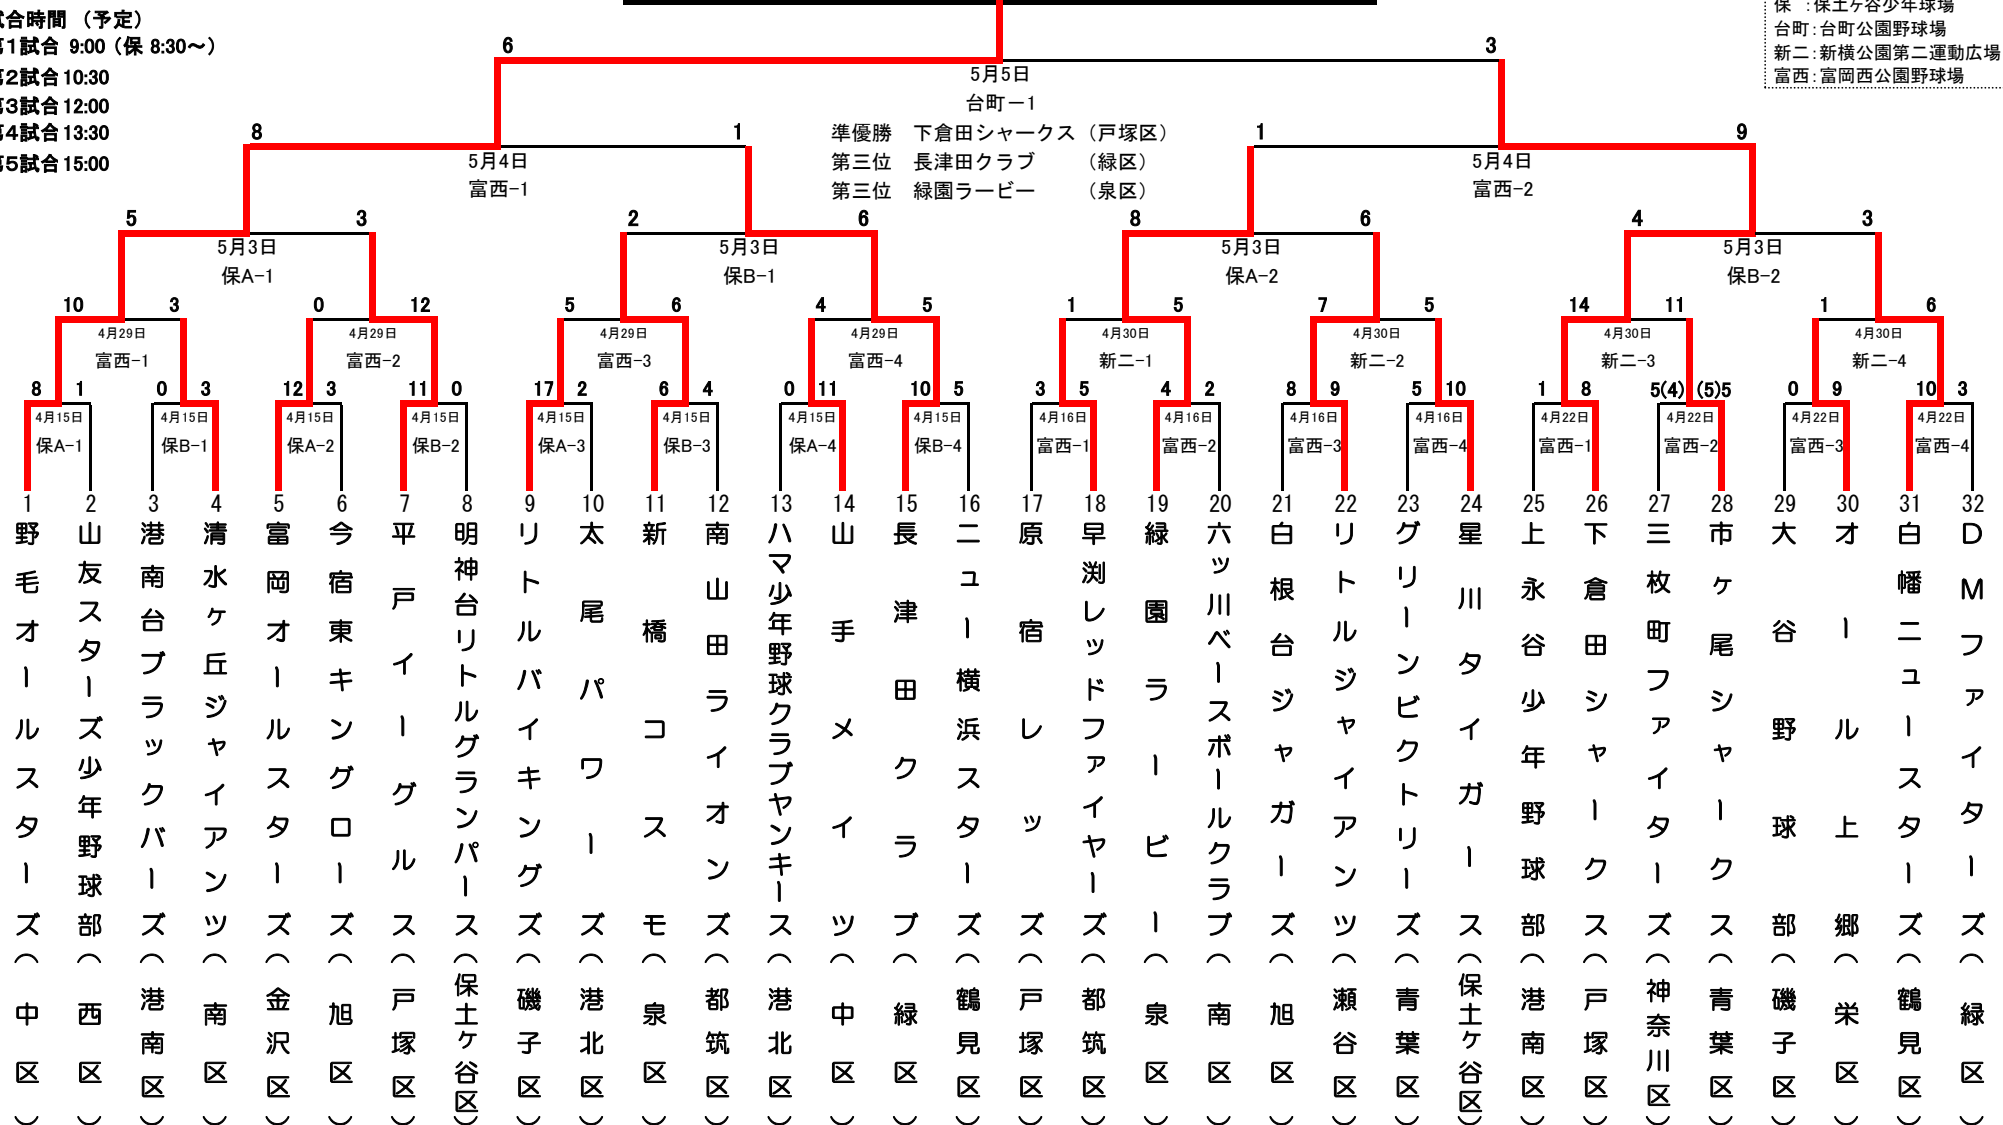 試合時間 （予定）
第1試合 9:00 （保 8:30～）
第2試合 10:30
第3試合 12:00
第4試合 13:30
第5試合 15:00
保 ：保土ヶ谷少年球場
台町：台町公園野球場
新二：新横公園第二運動広場
富西：富岡西公園野球場
6 3
5月5日
台町－1
準優勝 下倉田シャークス （戸塚区）
第三位 長津田クラブ （緑区）
第三位 緑園ラービー （泉区）
8 1 1 9
5月4日 5月4日
富西-1 富西-2
5 3 2 6 8 6 4 3
5月3日 5月3日 5月3日 5月3日
保A-1 保B-1 保A-2 保B-2
10 3 0 12 5 6 4 5 1 5 7 5 14 11 1 6
4月29日 4月29日 4月29日 4月29日 4月30日 4月30日 4月30日 4月30日
富西-1 富西-2 富西-3 富西-4 新二-1 新二-2 新二-3 新二-4
8 1 0 3 12 3 11 0 17 2 6 4 0 11 10 5 3 5 4 2 8 9 5 10 1 8 5(4) (5)5 0 9 10 3
4月15日 4月15日 4月15日 4月15日 4月15日 4月15日 4月15日 4月15日 4月16日 4月16日 4月16日 4月16日 4月22日 4月22日 4月22日 4月22日
保A-1 保B-1 保A-2 保B-2 保A-3 保B-3 保A-4 保B-4 富西-1 富西-2 富西-3 富西-4 富西-1 富西-2 富西-3 富西-4
1 野毛オールスターズ（中区）
2 山友スターズ少年野球部（西区）
3 港南台ブラックバーズ（港南区）
4 清水ヶ丘ジャイアンツ（南区）
5 富岡オールスターズ（金沢区）
6 今宿東キングローズ（旭区）
7 平戸イーグルス（戸塚区）
8 明神台リトルグランパース（保土ケ谷区）
9 リトルバイキングズ（磯子区）
10 太尾パワーズ（港北区）
11 新橋コスモ（泉区）
12 南山田ライオンズ（都筑区）
13 ハマ少年野球クラブヤンキース（港北区）
14 山手メイツ（中区）
15 長津田クラブ（緑区）
16 ニュー横浜スターズ（鶴見区）
17 原宿レッズ（戸塚区）
18 早渕レッドファイヤーズ（都筑区）
19 緑園ラービー（泉区）
20 六ッ川ベースボールクラブ（南区）
21 白根台ジャガーズ（旭区）
22 リトルジャイアンツ（瀬谷区）
23 グリーンビクトリーズ（青葉区）
24 星川タイガース（保土ケ谷区）
25 上永谷少年野球部（港南区）
26 下倉田シャークス（戸塚区）
27 三枚町ファイターズ（神奈川区）
28 市ヶ尾シャークス（青葉区）
29 大谷野球部（磯子区）
30 オール上郷（栄区）
31 白幡ニュースターズ（鶴見区）
32 DMファイターズ（緑区）